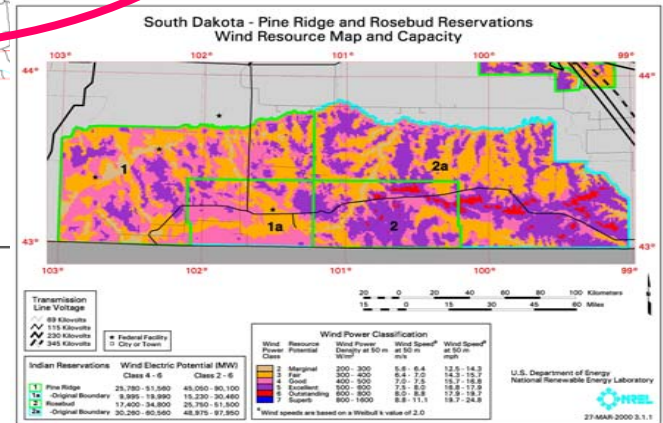 South Dakota - Pine Ridge and Rosebud Reservations
Wind Resource Map and Capacity
103° 102° 101° 100° 99°
44° 44°
1
2a
1a
2
43° 43°
103° 102° 101° 100° 99°
20 0 20 40 60 80 100 Kilometers
15 0 15 30 45 60 Miles
Transmission
Line Voltage
69 Kilovolts
115 Kilovolts
230 Kilovolts
345 Kilovolts
★ Federal Facility
□ City or Town
Indian Reservations Wind Electric Potential (MW)
Class 4 - 6 Class 2 - 6
1 Pine Ridge 25,780 - 51,560 45,050 - 90,100
1a -Original Boundary 9,995 - 19,990 15,230 - 30,460
2 Rosebud 17,400 - 34,800 25,750 - 51,500
2a -Original Boundary 30,280 - 60,560 48,975 - 97,950
Wind Power Classification
Wind Power Class Resource Potential Wind Power Density at 50 m W/m² Wind Speedª at 50 m m/s Wind Speedª at 50 m mph
2 Marginal 200 - 300 5.6 - 6.4 12.5 - 14.3
3 Fair 300 - 400 6.4 - 7.0 14.3 - 15.7
4 Good 400 - 500 7.0 - 7.5 15.7 - 16.8
5 Excellent 500 - 600 7.5 - 8.0 16.8 - 17.9
6 Outstanding 600 - 800 8.0 - 8.8 17.9 - 19.7
7 Superb 800 - 1600 8.8 - 11.1 19.7 - 24.8
ª Wind speeds are based on a Weibull k value of 2.0
U.S. Department of Energy
National Renewable Energy Laboratory
NREL
27-MAR-2000 3.1.1